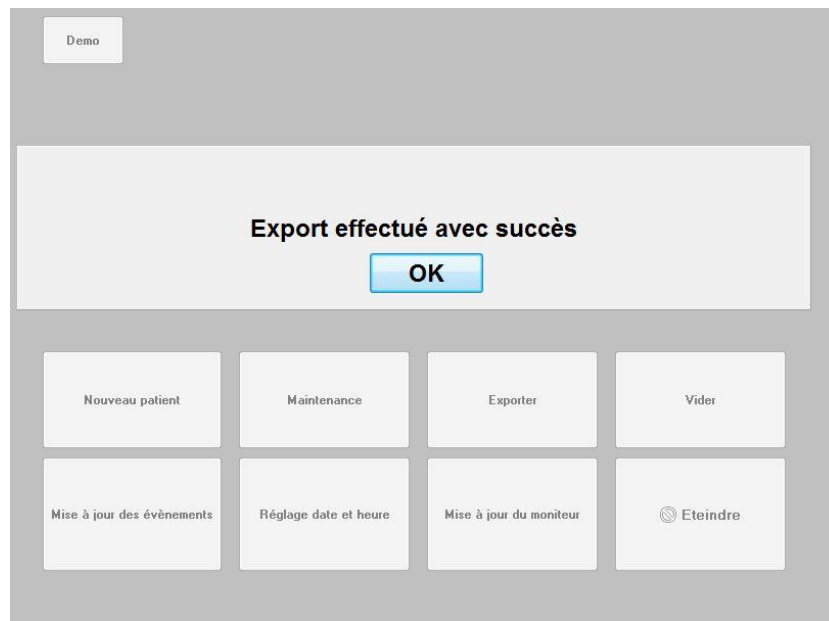 Demo
Export effectué avec succès
OK
Nouveau patient
Maintenance
Exporter
Vider
Mise à jour des évènements
Réglage date et heure
Mise à jour du moniteur
Eteindre